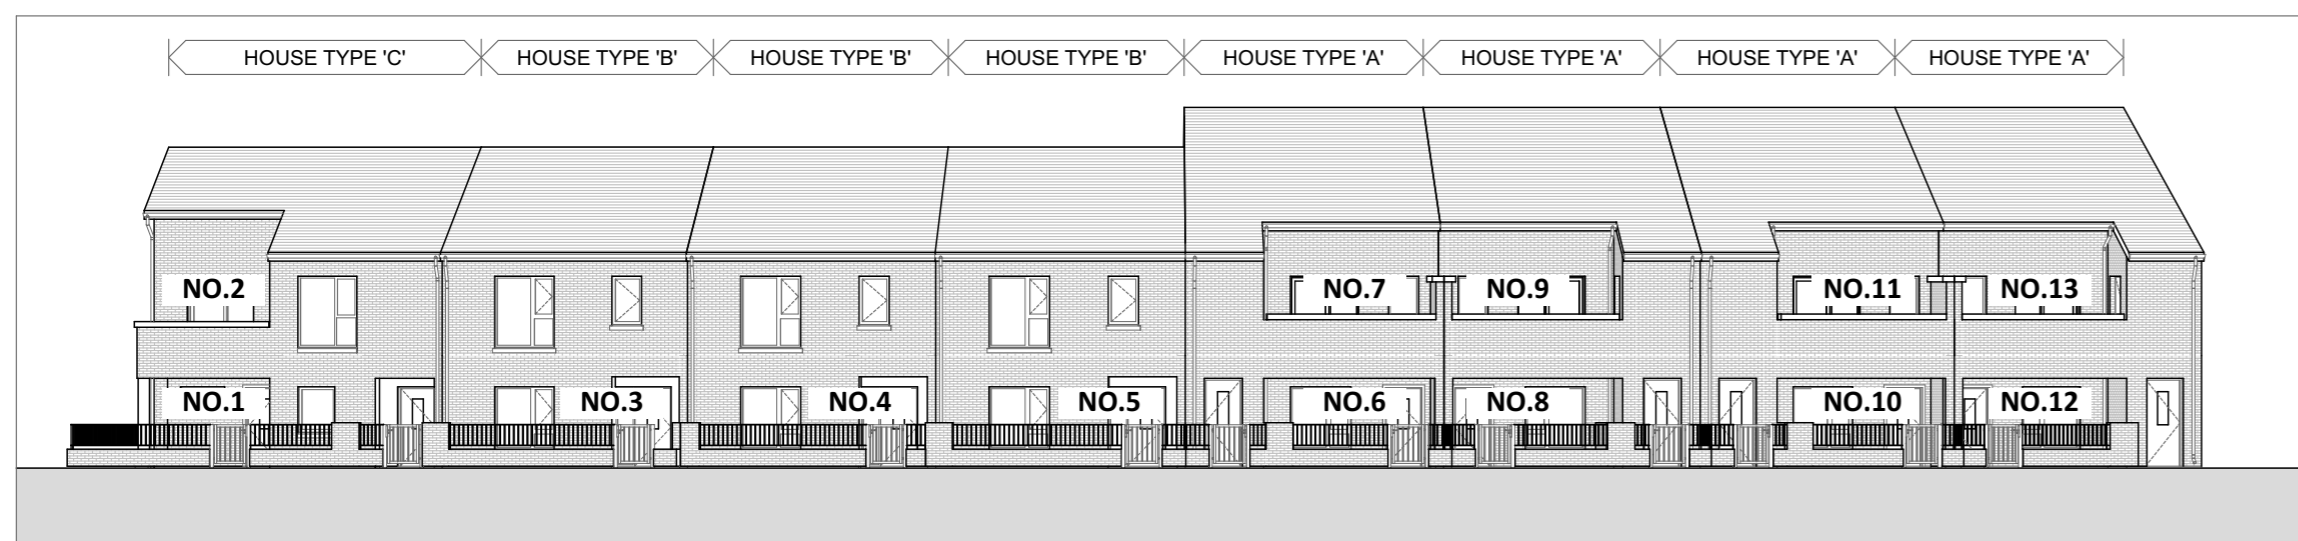 HOUSE TYPE 'C' HOUSE TYPE 'B' HOUSE TYPE 'B' HOUSE TYPE 'B' HOUSE TYPE 'A' HOUSE TYPE 'A' HOUSE TYPE 'A' HOUSE TYPE 'A'
NO.2 NO.7 NO.9 NO.11 NO.13
NO.1 NO.3 NO.4 NO.5 NO.6 NO.8 NO.10 NO.12